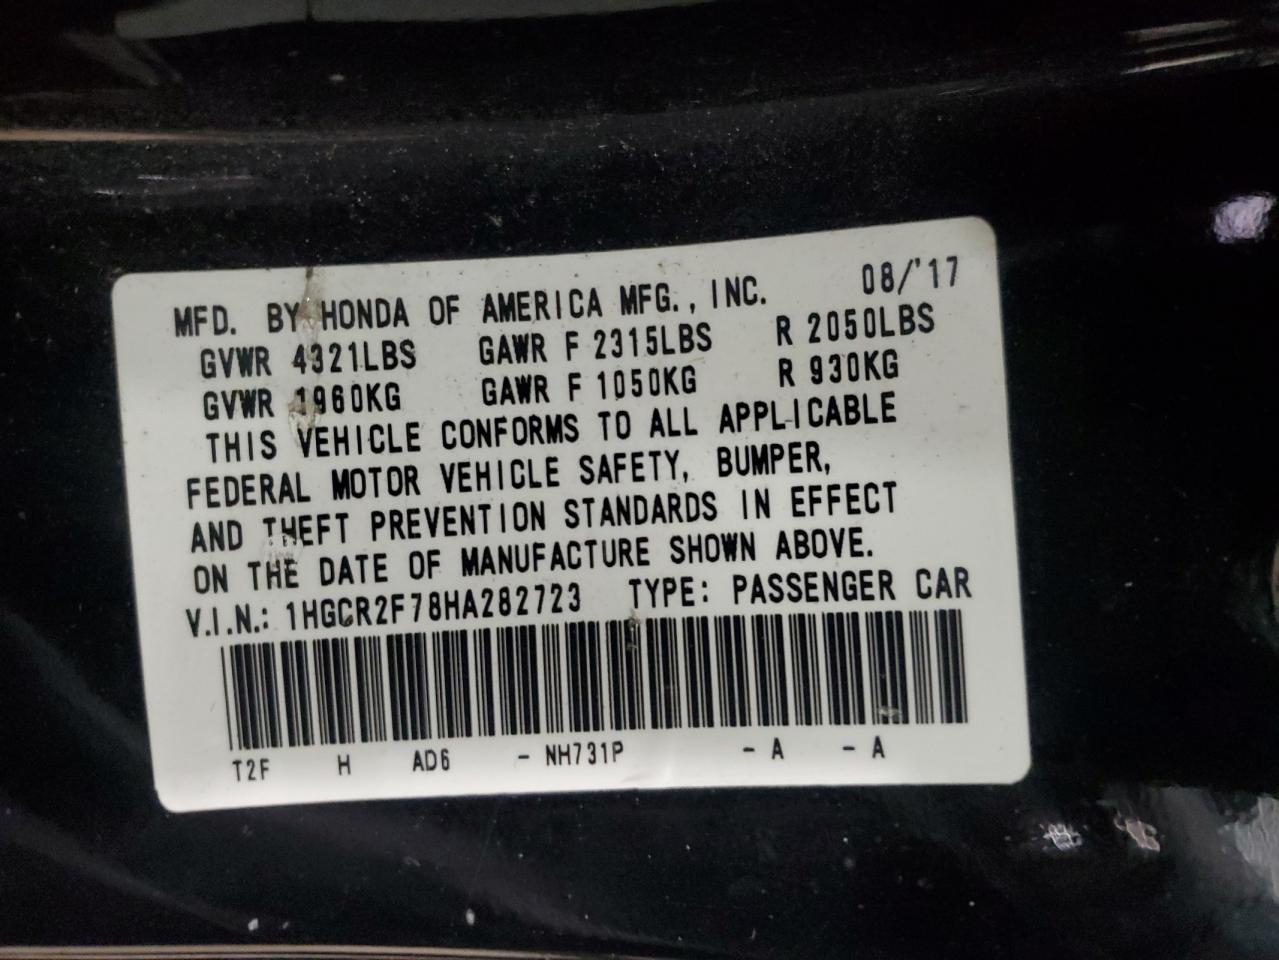 MFD. BY HONDA OF AMERICA MFG., INC. 08/'17
GVWR 4321LBS GAWR F 2315LBS R 2050LBS
GVWR 1960KG GAWR F 1050KG R 930KG
THIS VEHICLE CONFORMS TO ALL APPLICABLE
FEDERAL MOTOR VEHICLE SAFETY, BUMPER,
AND THEFT PREVENTION STANDARDS IN EFFECT
ON THE DATE OF MANUFACTURE SHOWN ABOVE.
V.I.N.: 1HGCR2F78HA282723 TYPE: PASSENGER CAR
T2F H AD6 - NH731P - A - A